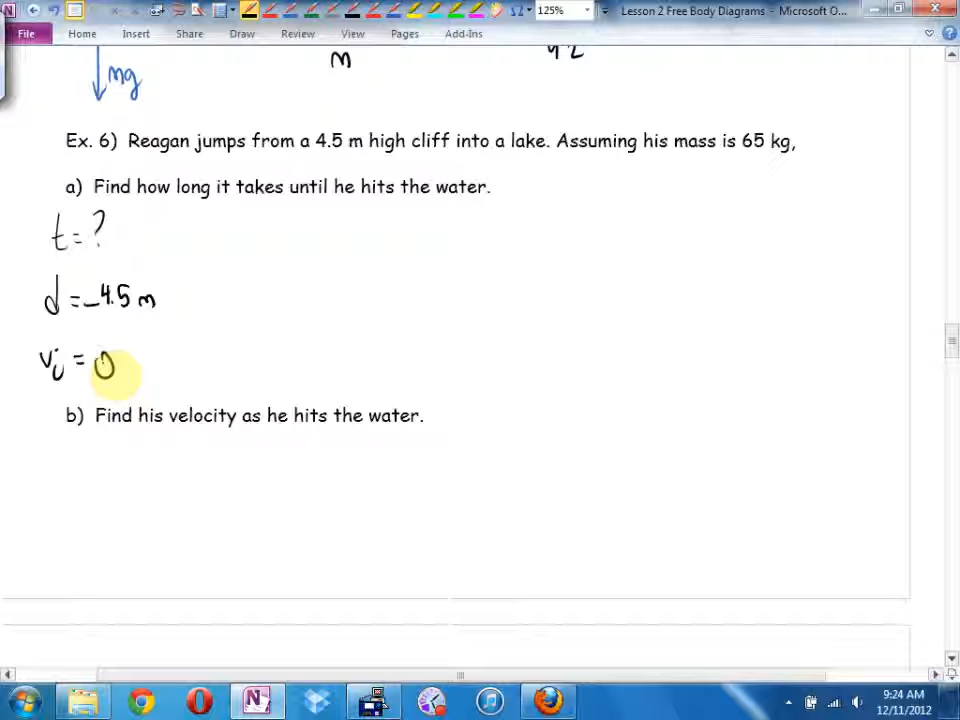 125%
Lesson 2 Free Body Diagrams - Microsoft O...
File Home Insert Share Draw Review View Pages Add-Ins
mg
m
Ex. 6) Reagan jumps from a 4.5 m high cliff into a lake. Assuming his mass is 65 kg,
a) Find how long it takes until he hits the water.
t = ?
d = -4.5 m
vi = 0
b) Find his velocity as he hits the water.
9:24 AM
12/11/2012